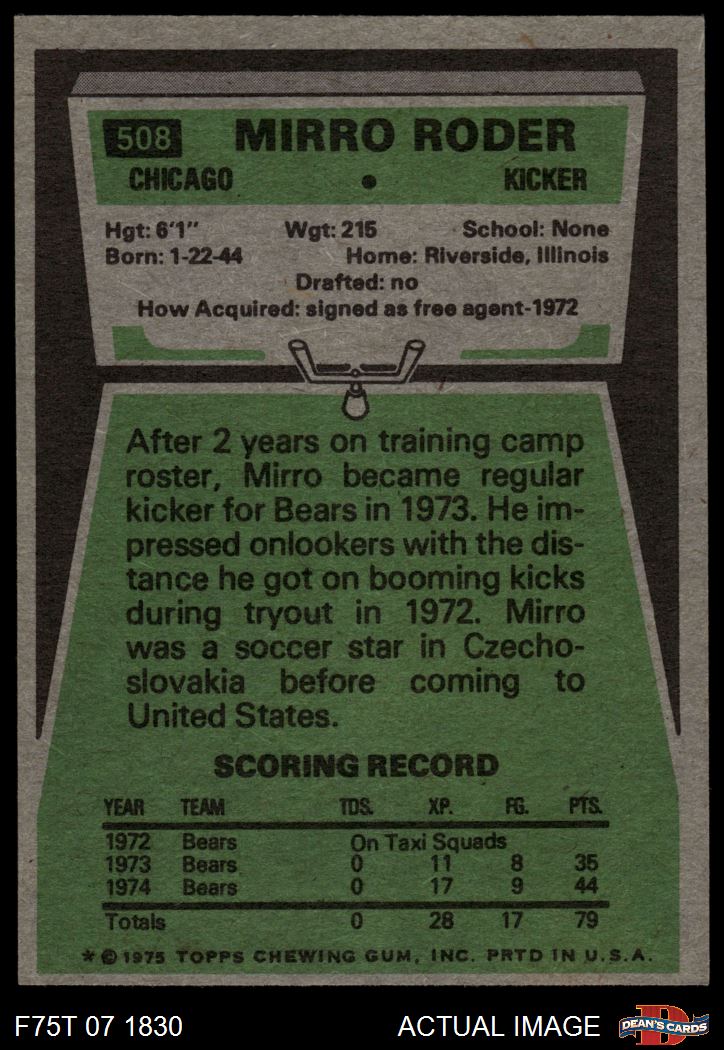 508 MIRRO RODER
CHICAGO • KICKER
Hgt: 6'1" Wgt: 215 School: None
Born: 1-22-44 Home: Riverside, Illinois
Drafted: no
How Acquired: signed as free agent-1972
After 2 years on training camp
roster, Mirro became regular
kicker for Bears in 1973. He im-
pressed onlookers with the dis-
tance he got on booming kicks
during tryout in 1972. Mirro
was a soccer star in Czecho-
slovakia before coming to
United States.
SCORING RECORD
YEAR TEAM TDS. XP. FG. PTS.
1972 Bears On Taxi Squads
1973 Bears 0 11 8 35
1974 Bears 0 17 9 44
Totals 0 28 17 79
* © 1975 TOPPS CHEWING GUM, INC. PRTD IN U.S.A.
F75T 07 1830 ACTUAL IMAGE D DEAN'S CARDS